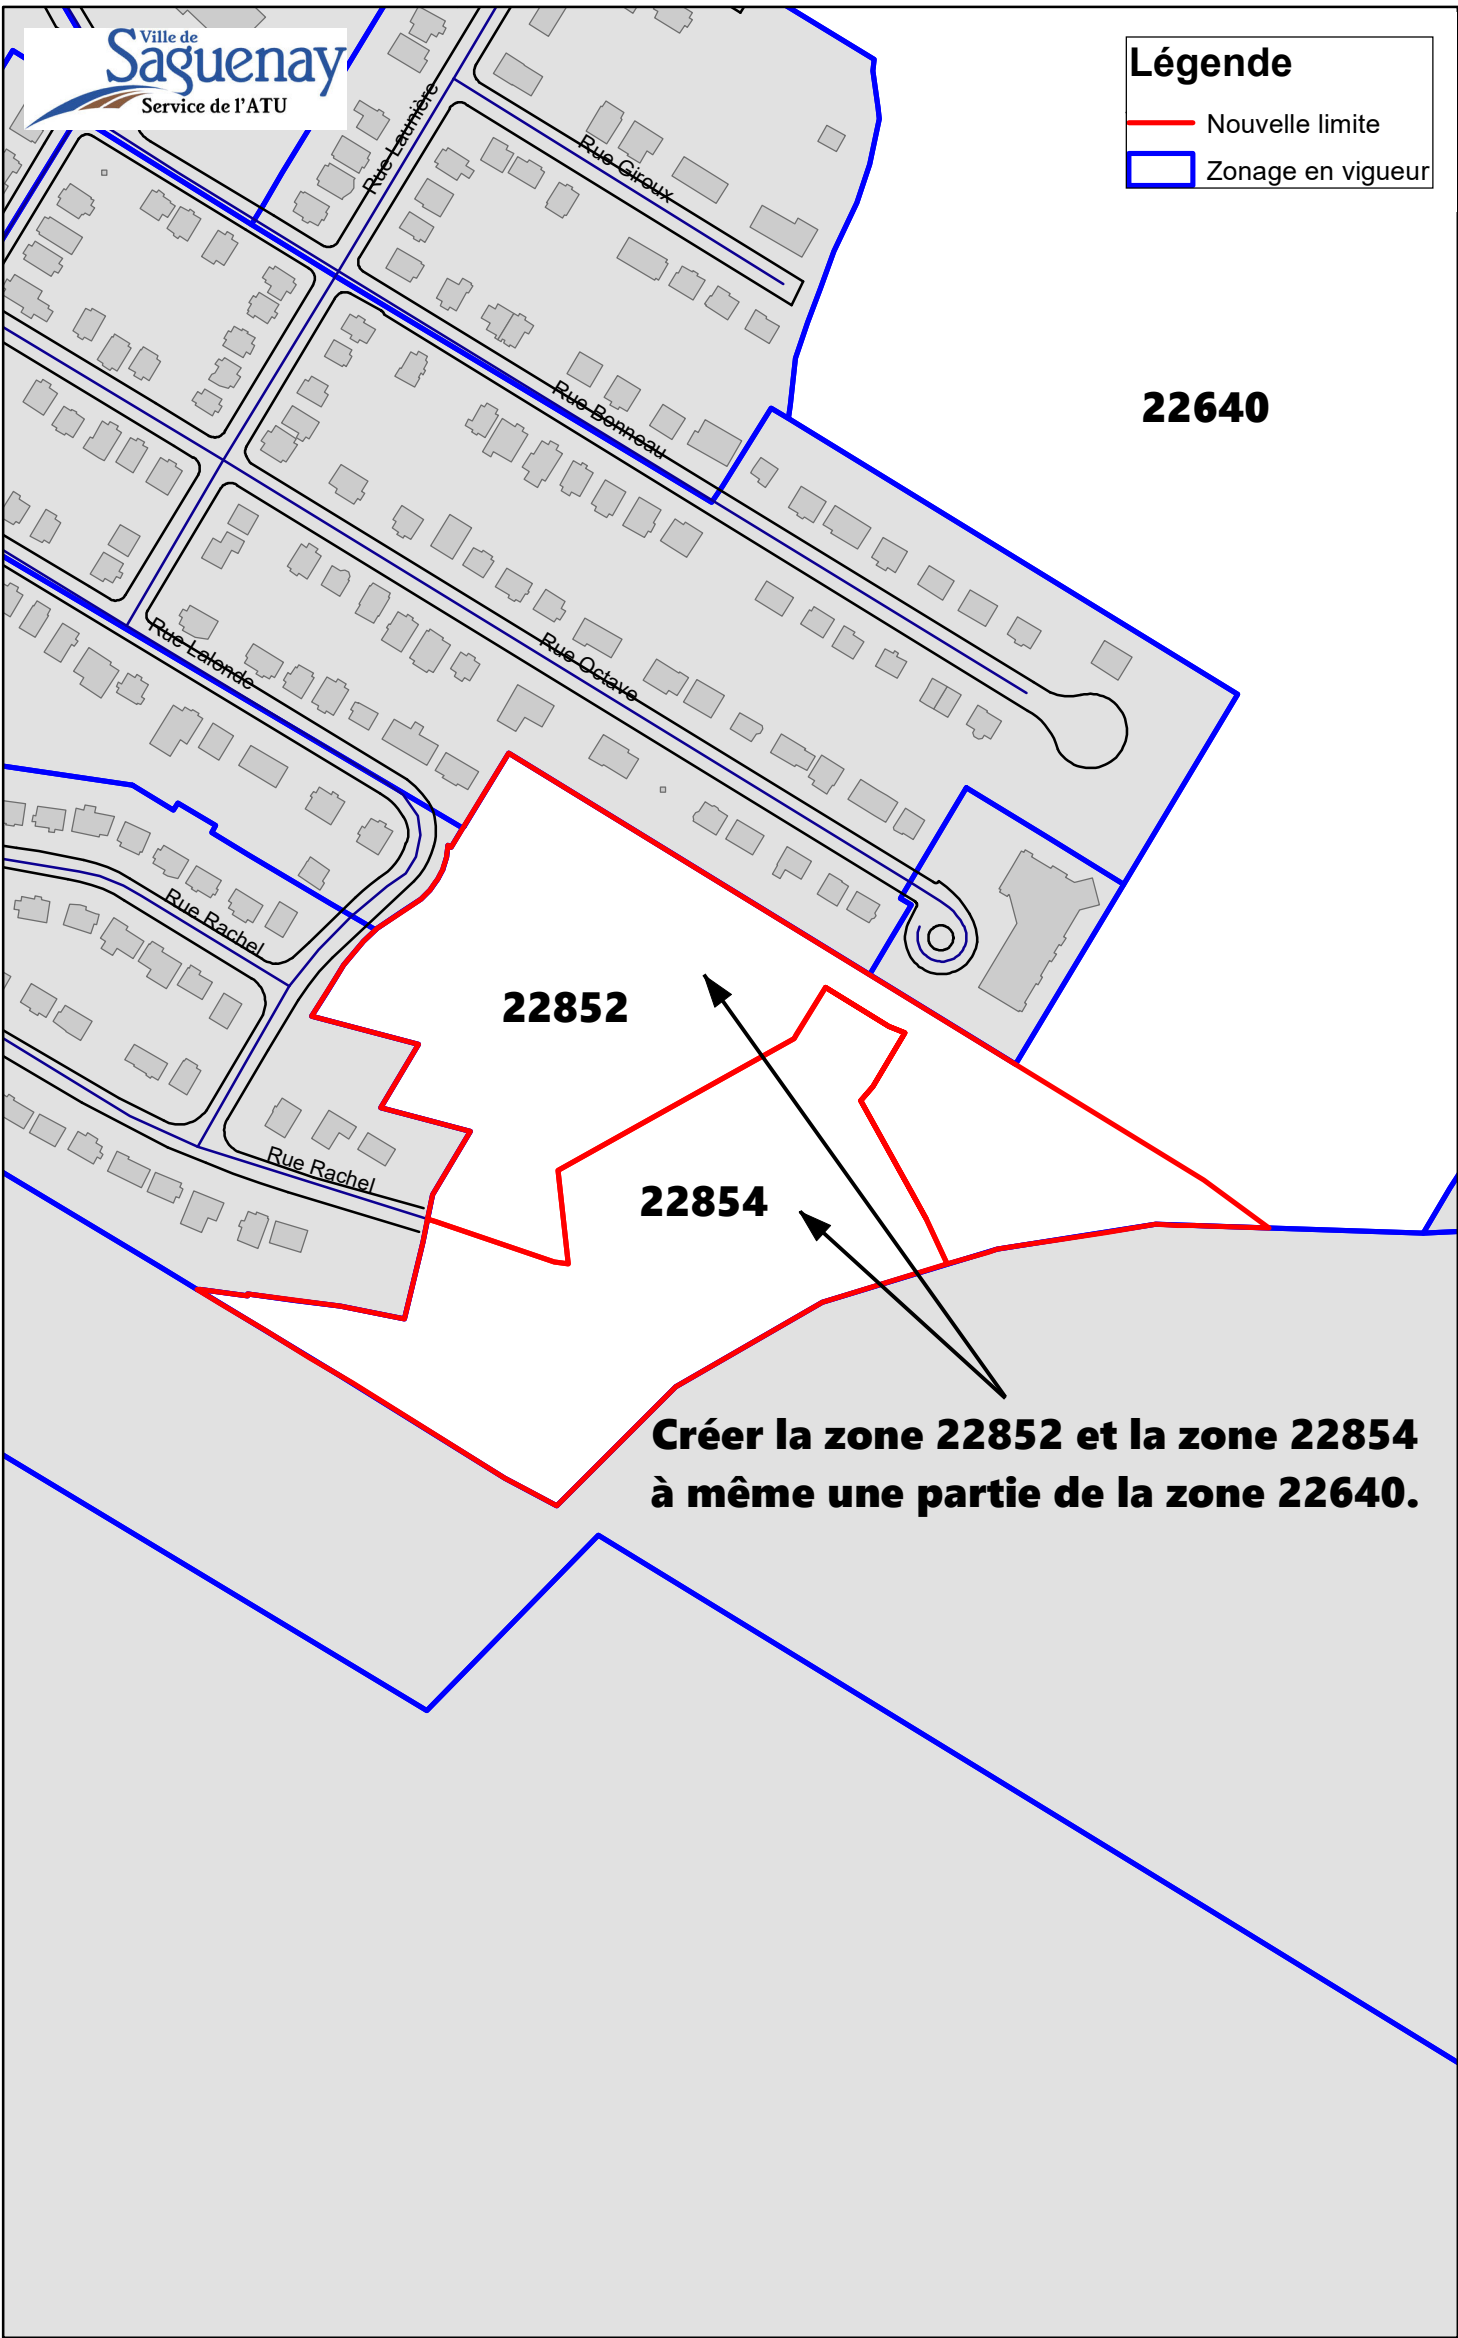 Ville de
Saguenay
Service de l'ATU
Légende
Nouvelle limite
Zonage en vigueur
Rue Launière
Rue Giroux
22640
Rue Bonneau
Rue Octave
Rue Lalonde
Rue Rachel
22852
Rue Rachel
22854
Créer la zone 22852 et la zone 22854
à même une partie de la zone 22640.